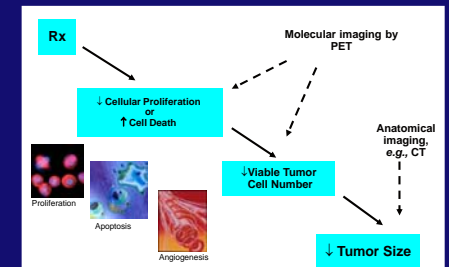 Rx
Molecular imaging by
PET
↓ Cellular Proliferation
or
↑ Cell Death
Anatomical
imaging,
e.g., CT
↓Viable Tumor
Cell Number
Proliferation
Apoptosis
Angiogenesis
↓ Tumor Size